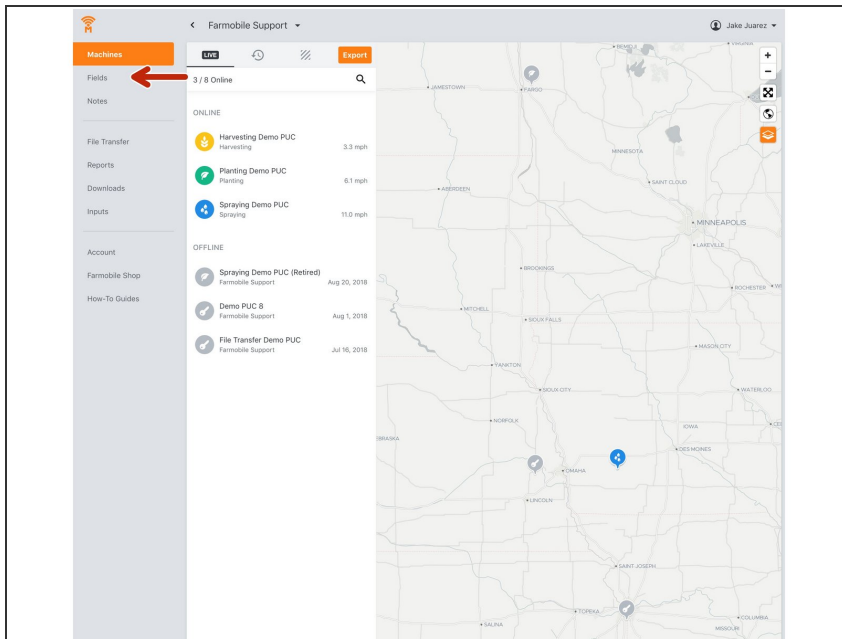 Farmobile Support
Jake Juarez
Machines
Fields
Notes
File Transfer
Reports
Downloads
Inputs
Account
Farmobile Shop
How-To Guides
LIVE
Export
3 / 8 Online
ONLINE
Harvesting Demo PUC
Harvesting 3.3 mph
Planting Demo PUC
Planting 6.1 mph
Spraying Demo PUC
Spraying 11.0 mph
OFFLINE
Spraying Demo PUC (Retired)
Farmobile Support Aug 20, 2018
Demo PUC 8
Farmobile Support Aug 1, 2018
File Transfer Demo PUC
Farmobile Support Jul 16, 2018
BEMIDJI
VIRGINIA
JAMESTOWN
FARGO
MINNESOTA
SAINT CLOUD
ABERDEEN
MINNEAPOLIS
LAKEVILLE
BROOKINGS
ROCHESTER
MITCHELL
SIOUX FALLS
MASON CITY
YANKTON
SIOUX CITY
WATERLOO
NORFOLK
IOWA
DES MOINES
OMAHA
LINCOLN
SAINT JOSEPH
TOPEKA
COLUMBIA
SALINA
MISSOURI